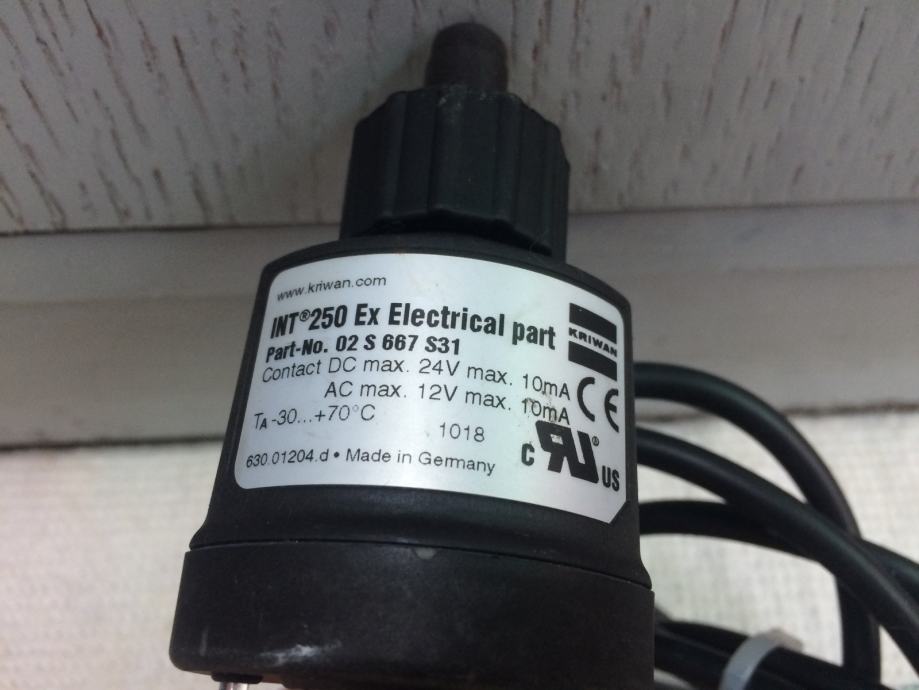 www.kriwan.com
INT®250 Ex Electrical part
Part-No. 02 S 667 S31
KRIWAN
Contact DC max. 24V max. 10mA
AC max. 12V max. 10mA
CE
TA -30...+70°C
1018
C RU® US
630.01204.d • Made in Germany